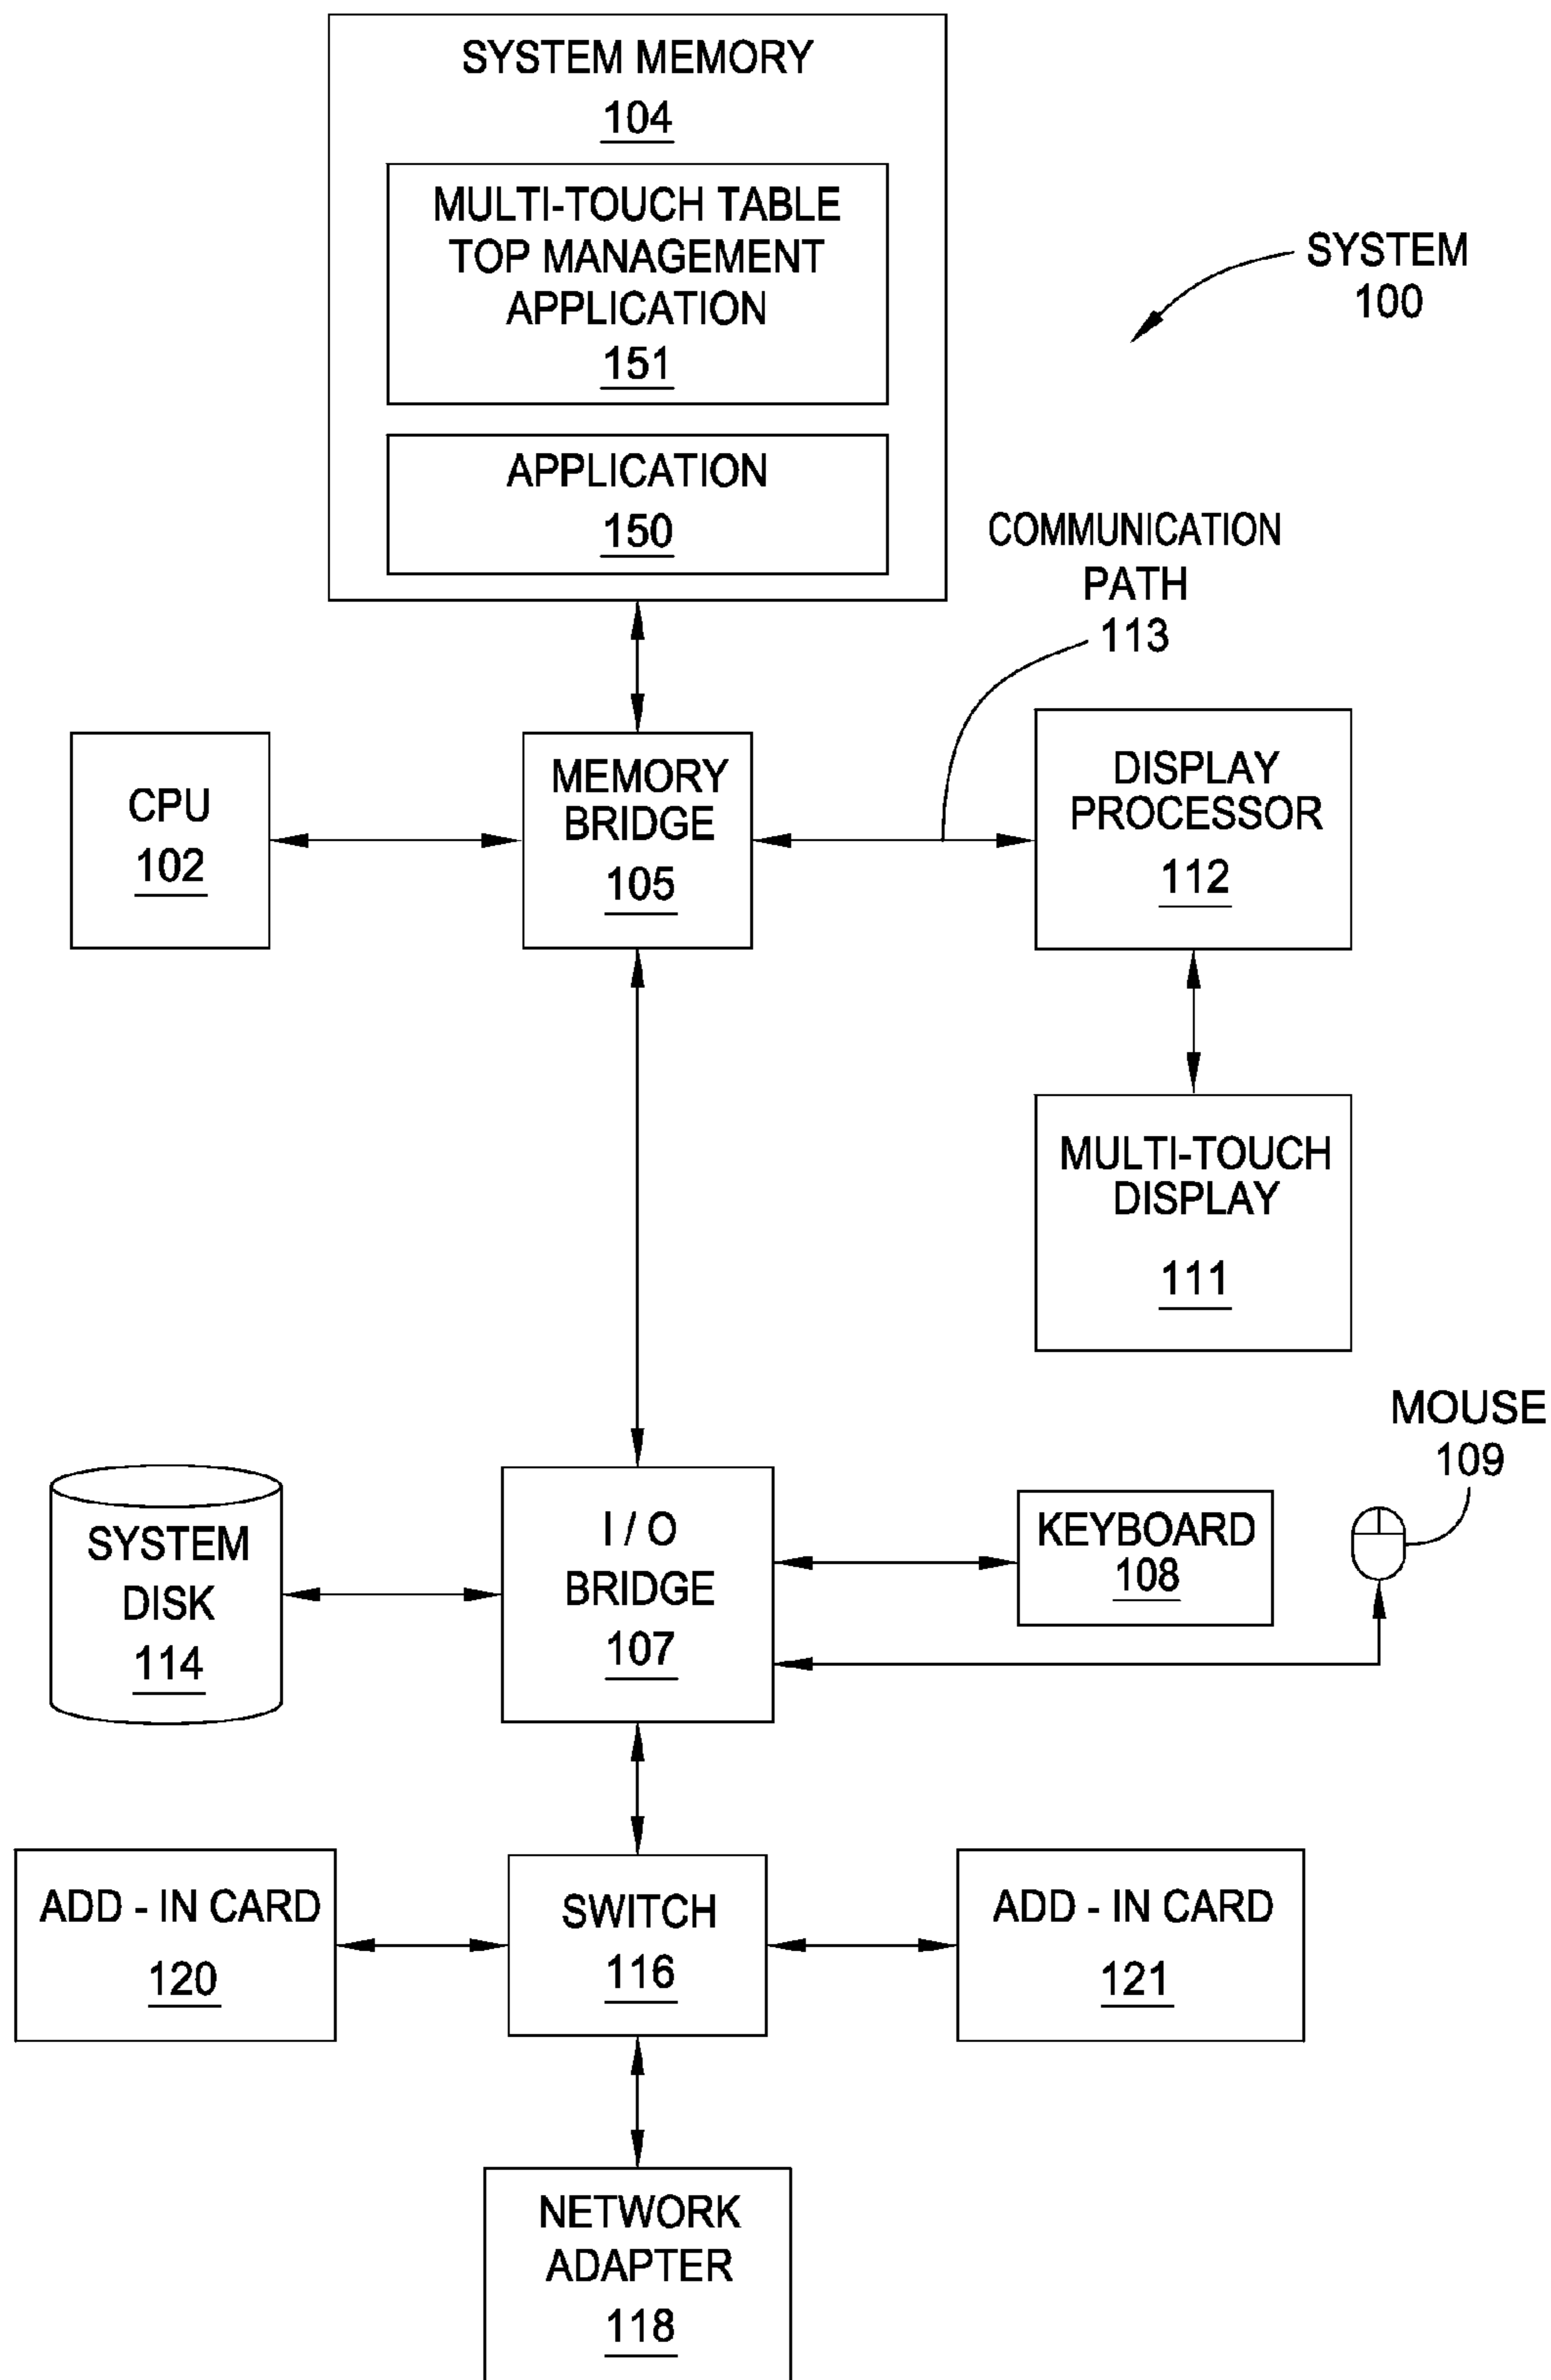 SYSTEM MEMORY
104
MULTI-TOUCH TABLE
TOP MANAGEMENT
APPLICATION
151
SYSTEM
100
APPLICATION
150
COMMUNICATION
PATH
113
CPU
102
MEMORY
BRIDGE
105
DISPLAY
PROCESSOR
112
MULTI-TOUCH
DISPLAY
111
MOUSE
109
SYSTEM
DISK
114
I / O
BRIDGE
107
KEYBOARD
108
ADD - IN CARD
120
SWITCH
116
ADD - IN CARD
121
NETWORK
ADAPTER
118